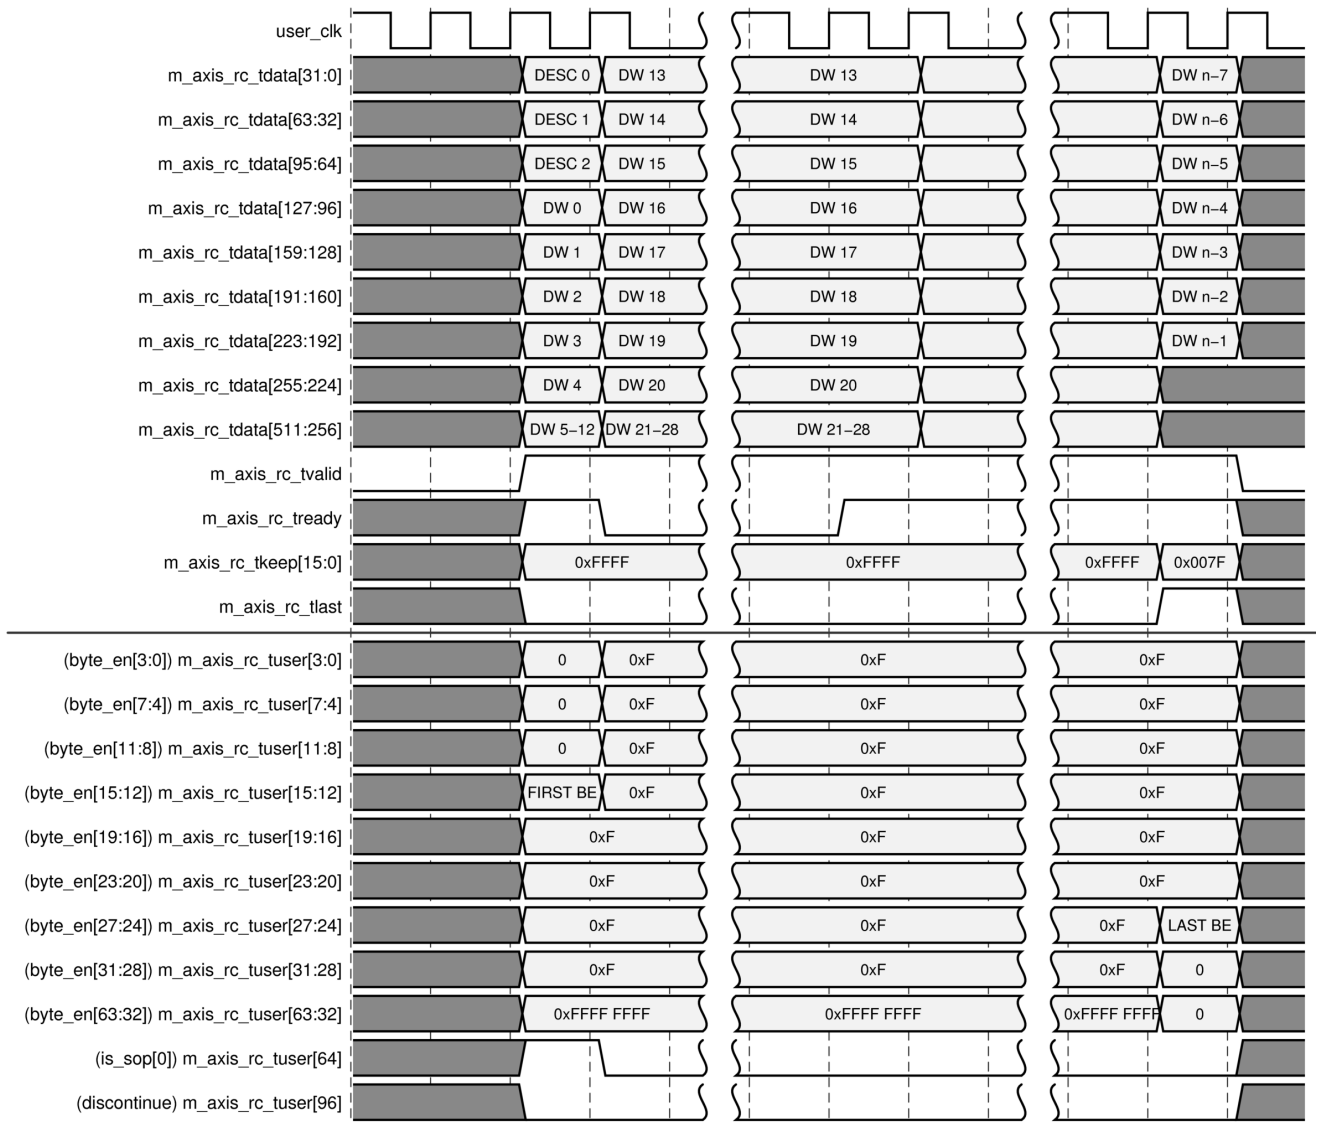 user_clk
m_axis_rc_tdata[31:0] DESC 0 DW 13 DW 13 DW n−7
m_axis_rc_tdata[63:32] DESC 1 DW 14 DW 14 DW n−6
m_axis_rc_tdata[95:64] DESC 2 DW 15 DW 15 DW n−5
m_axis_rc_tdata[127:96] DW 0 DW 16 DW 16 DW n−4
m_axis_rc_tdata[159:128] DW 1 DW 17 DW 17 DW n−3
m_axis_rc_tdata[191:160] DW 2 DW 18 DW 18 DW n−2
m_axis_rc_tdata[223:192] DW 3 DW 19 DW 19 DW n−1
m_axis_rc_tdata[255:224] DW 4 DW 20 DW 20
m_axis_rc_tdata[511:256] DW 5−12 DW 21−28 DW 21−28
m_axis_rc_tvalid
m_axis_rc_tready
m_axis_rc_tkeep[15:0] 0xFFFF 0xFFFF 0xFFFF 0x007F
m_axis_rc_tlast
(byte_en[3:0]) m_axis_rc_tuser[3:0] 0 0xF 0xF 0xF
(byte_en[7:4]) m_axis_rc_tuser[7:4] 0 0xF 0xF 0xF
(byte_en[11:8]) m_axis_rc_tuser[11:8] 0 0xF 0xF 0xF
(byte_en[15:12]) m_axis_rc_tuser[15:12] FIRST BE 0xF 0xF 0xF
(byte_en[19:16]) m_axis_rc_tuser[19:16] 0xF 0xF 0xF
(byte_en[23:20]) m_axis_rc_tuser[23:20] 0xF 0xF 0xF
(byte_en[27:24]) m_axis_rc_tuser[27:24] 0xF 0xF 0xF LAST BE
(byte_en[31:28]) m_axis_rc_tuser[31:28] 0xF 0xF 0xF 0
(byte_en[63:32]) m_axis_rc_tuser[63:32] 0xFFFF FFFF 0xFFFF FFFF 0xFFFF FFFF 0
(is_sop[0]) m_axis_rc_tuser[64]
(discontinue) m_axis_rc_tuser[96]